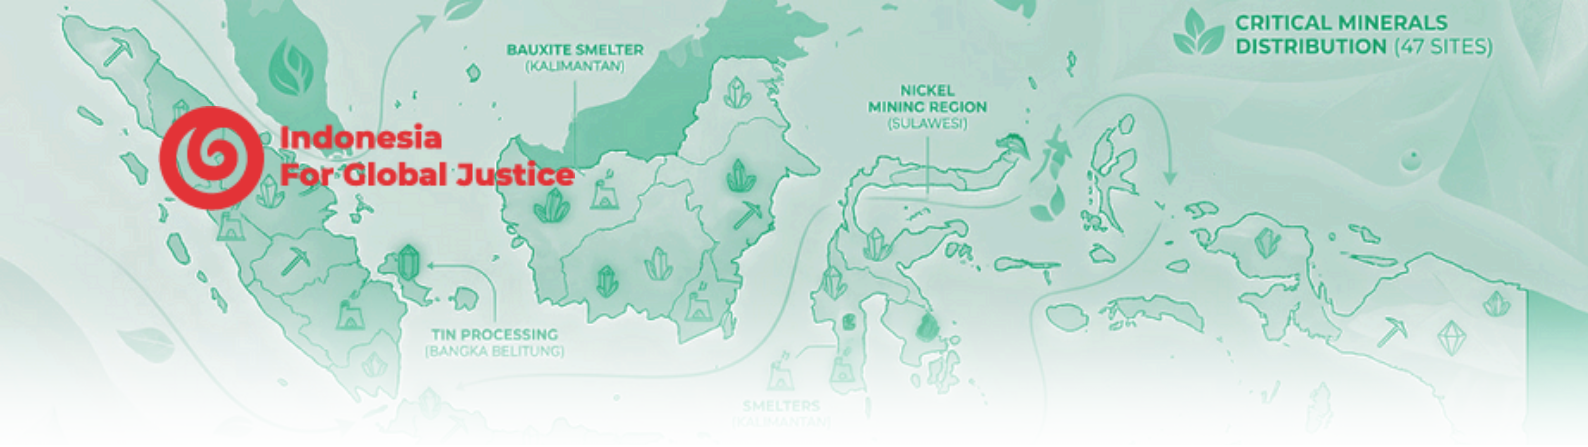 CRITICAL MINERALS
DISTRIBUTION (47 SITES)
BAUXITE SMELTER
(KALIMANTAN)
NICKEL
MINING REGION
(SULAWESI)
Indonesia
For Global Justice
TIN PROCESSING
(BANGKA BELITUNG)
SMELTERS
(KALIMANTAN)